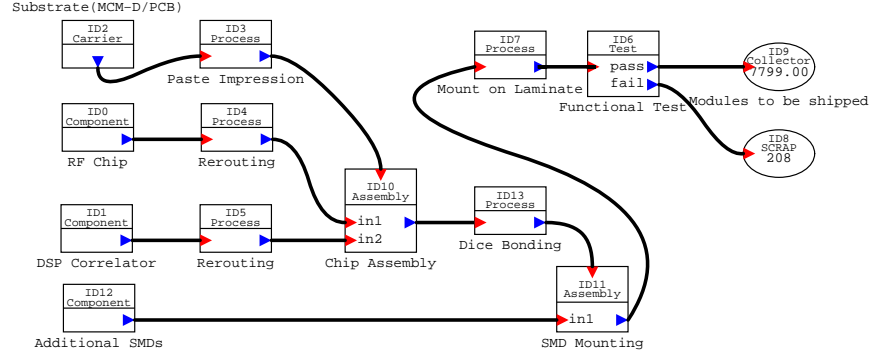 Substrate(MCM-D/PCB)
ID2
Carrier
ID3
Process
Paste Impression
ID7
Process
Mount on Laminate
ID6
Test
pass
fail
Functional Test
ID9
Collector
7799.00
Modules to be shipped
ID0
Component
RF Chip
ID4
Process
Rerouting
ID8
SCRAP
208
ID10
Assembly
in1
in2
Chip Assembly
ID13
Process
Dice Bonding
ID1
Component
DSP Correlator
ID5
Process
Rerouting
ID12
Component
Additional SMDs
ID11
Assembly
in1
SMD Mounting